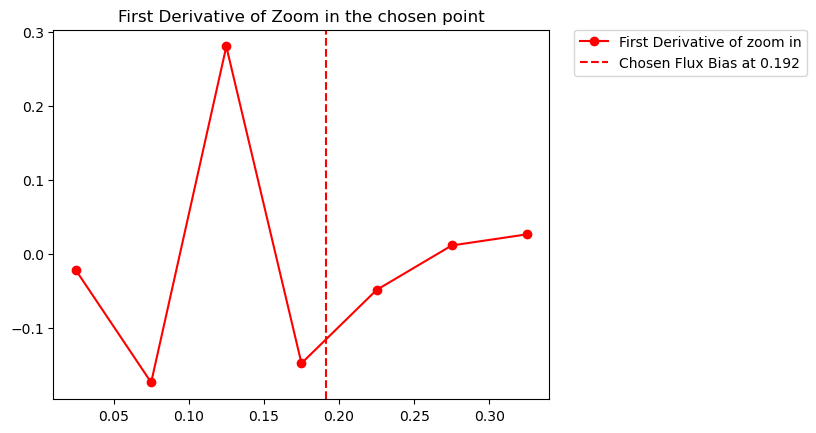 First Derivative of Zoom in the chosen point
First Derivative of zoom in
Chosen Flux Bias at 0.192
0.3
0.2
0.1
0.0
−0.1
0.05 0.10 0.15 0.20 0.25 0.30